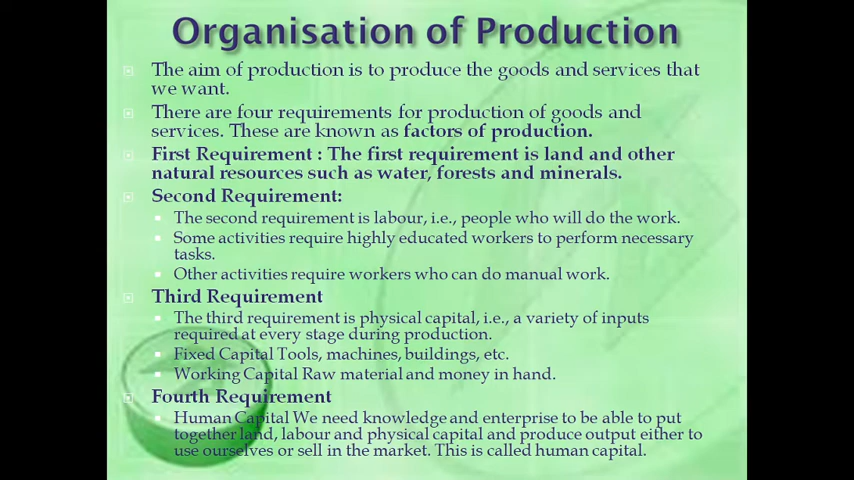 Organisation of Production
The aim of production is to produce the goods and services that
we want.
There are four requirements for production of goods and
services. These are known as factors of production.
First Requirement : The first requirement is land and other
natural resources such as water, forests and minerals.
Second Requirement:
The second requirement is labour, i.e., people who will do the work.
Some activities require highly educated workers to perform necessary
tasks.
Other activities require workers who can do manual work.
Third Requirement
The third requirement is physical capital, i.e., a variety of inputs
required at every stage during production.
Fixed Capital Tools, machines, buildings, etc.
Working Capital Raw material and money in hand.
Fourth Requirement
Human Capital We need knowledge and enterprise to be able to put
together land, labour and physical capital and produce output either to
use ourselves or sell in the market. This is called human capital.